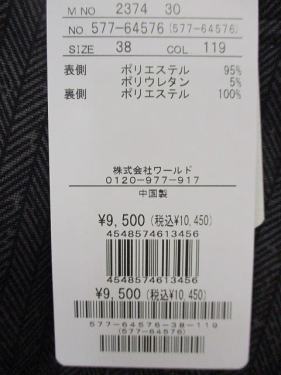 M NO 2374 30
NO 577-64576 (577-64576)
SIZE 38 COL 119
表側 ポリエステル 95%
ポリウレタン 5%
裏側 ポリエステル 100%
株式会社ワールド
0120-977-917
中国製
¥9,500 (税込¥10,450)
4548574613456
4548574613456
¥9,500 (税込¥10,450)
577-64576-38-119
(577-64576)